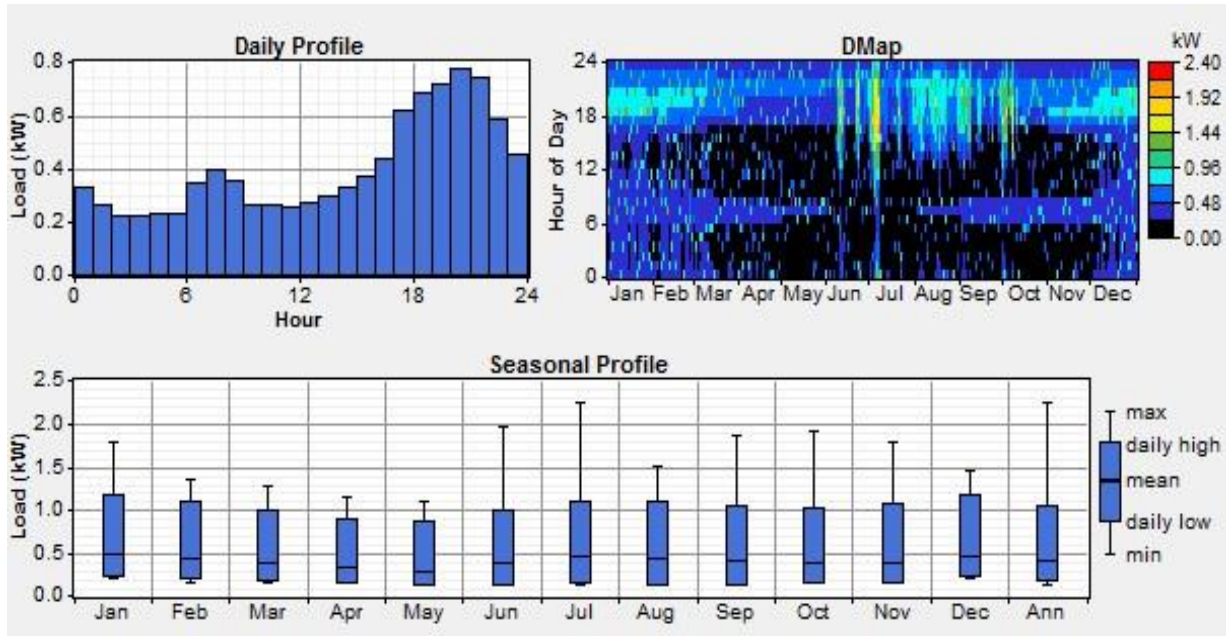 Daily Profile
Load (kW)
0.8
0.6
0.4
0.2
0.0
0 6 12 18 24
Hour
DMap
Hour of Day
24
18
12
6
0
Jan Feb Mar Apr May Jun Jul Aug Sep Oct Nov Dec
kW
2.40
1.92
1.44
0.96
0.48
0.00
Seasonal Profile
Load (kW)
2.5
2.0
1.5
1.0
0.5
0.0
Jan Feb Mar Apr May Jun Jul Aug Sep Oct Nov Dec Ann
max
daily high
mean
daily low
min